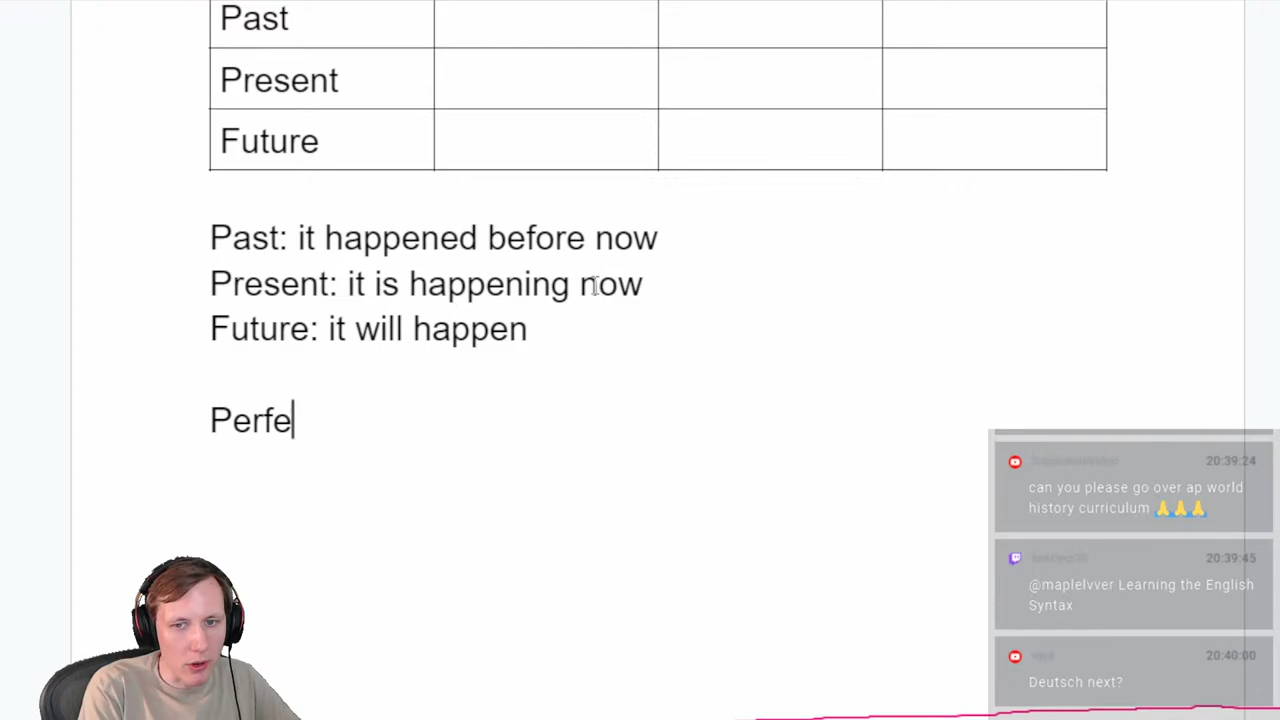 Past
Present
Future
Past: it happened before now
Present: it is happening now
Future: it will happen
Perfe
20:39:24
can you please go over ap world
history curriculum 🙏🙏🙏
20:39:45
@maplelvver Learning the English
Syntax
20:40:00
Deutsch next?